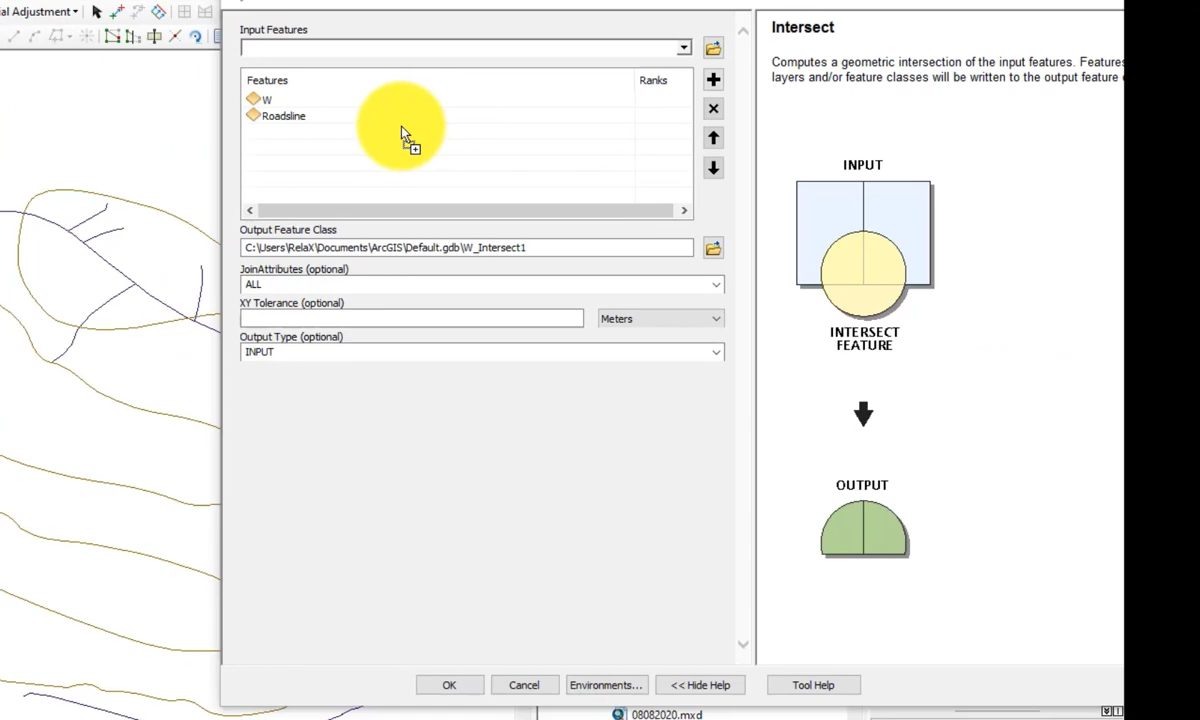 ial Adjustment
Input Features
Features Ranks
W
Roadsline
Output Feature Class
C:\Users\RelaX\Documents\ArcGIS\Default.gdb\W_Intersect1
JoinAttributes (optional)
ALL
XY Tolerance (optional)
Meters
Output Type (optional)
INPUT
OK Cancel Environments... << Hide Help Tool Help
Intersect
Computes a geometric intersection of the input features. Features
layers and/or feature classes will be written to the output feature
INPUT
INTERSECT
FEATURE
OUTPUT
08082020.mxd